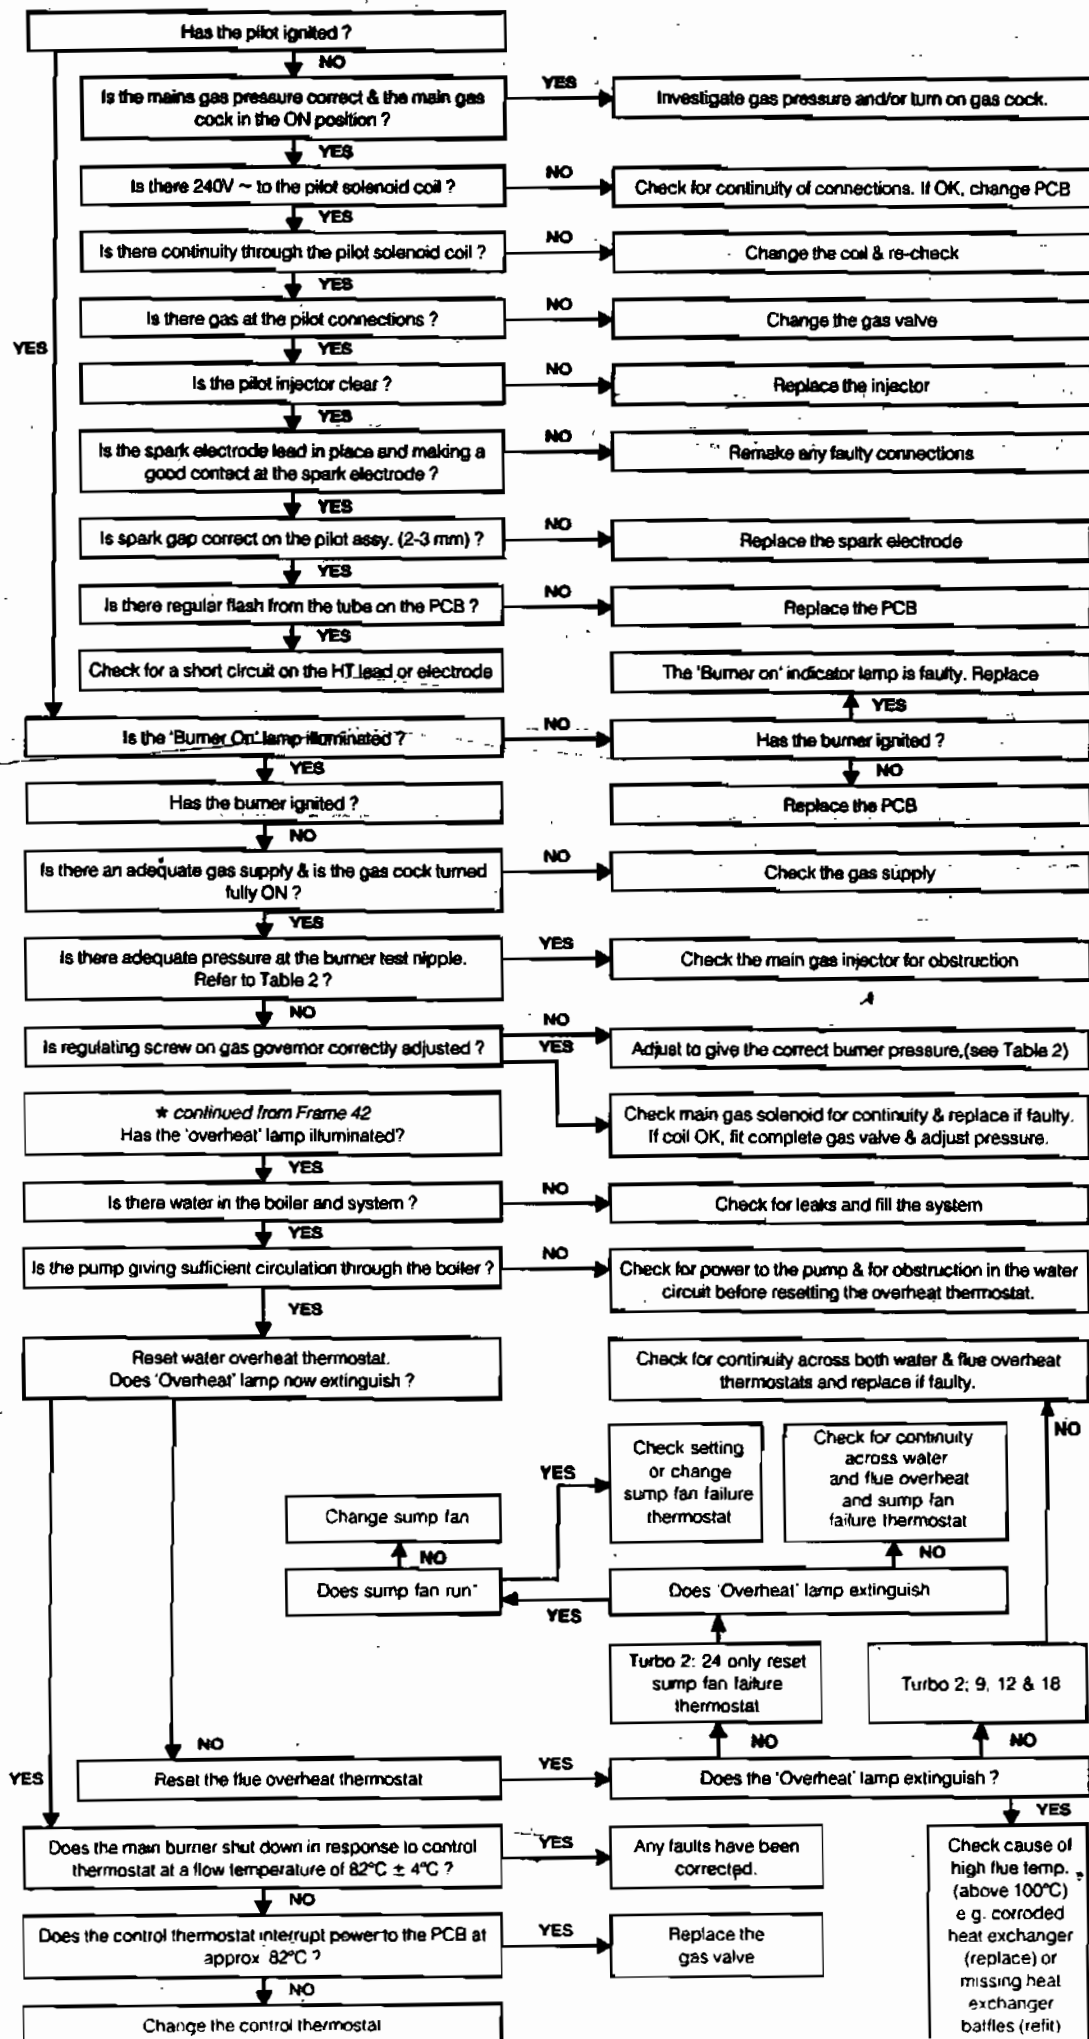 Has the pilot ignited ?
NO
Is the mains gas pressure correct & the main gas
cock in the ON position ?
YES
Investigate gas pressure and/or turn on gas cock.
YES
Is there 240V ~ to the pilot solenoid coil ?
NO
Check for continuity of connections. If OK, change PCB
YES
Is there continuity through the pilot solenoid coil ?
NO
Change the coil & re-check
YES
Is there gas at the pilot connections ?
NO
Change the gas valve
YES
YES
Is the pilot injector clear ?
NO
Replace the injector
YES
Is the spark electrode lead in place and making a
good contact at the spark electrode ?
NO
Remake any faulty connections
YES
Is spark gap correct on the pilot assy. (2-3 mm) ?
NO
Replace the spark electrode
YES
Is there regular flash from the tube on the PCB ?
NO
Replace the PCB
YES
Check for a short circuit on the HT lead or electrode
The 'Burner on' indicator lamp is faulty. Replace
YES
Is the 'Burner On' lamp illuminated ?
NO
Has the burner ignited ?
YES
NO
Has the burner ignited ?
Replace the PCB
NO
Is there an adequate gas supply & is the gas cock turned
fully ON ?
NO
Check the gas supply
YES
Is there adequate pressure at the burner test nipple.
Refer to Table 2 ?
YES
Check the main gas injector for obstruction
NO
Is regulating screw on gas governor correctly adjusted ?
NO
YES
Adjust to give the correct burner pressure,(see Table 2)
★ continued from Frame 42
Has the 'overheat' lamp illuminated?
Check main gas solenoid for continuity & replace if faulty.
If coil OK, fit complete gas valve & adjust pressure.
YES
Is there water in the boiler and system ?
NO
Check for leaks and fill the system
YES
Is the pump giving sufficient circulation through the boiler ?
NO
Check for power to the pump & for obstruction in the water
circuit before resetting the overheat thermostat.
YES
Reset water overheat thermostat.
Does 'Overheat' lamp now extinguish ?
Check for continuity across both water & flue overheat
thermostats and replace if faulty.
NO
Check setting
or change
sump fan failure
thermostat
Check for continuity
across water
and flue overheat
and sump fan
failure thermostat
YES
Change sump fan
NO
NO
Does sump fan run
YES
Does 'Overheat' lamp extinguish
Turbo 2: 24 only reset
sump fan failure
thermostat
Turbo 2; 9, 12 & 18
NO
NO
NO
YES
Reset the flue overheat thermostat
YES
Does the 'Overheat' lamp extinguish ?
YES
Does the main burner shut down in response to control
thermostat at a flow temperature of 82°C ± 4°C ?
YES
Any faults have been
corrected.
Check cause of
high flue temp.
(above 100°C)
e g. corroded
heat exchanger
(replace) or
missing heat
exchanger
baffles (refit)
NO
Does the control thermostat interrupt power to the PCB at
approx 82°C ?
YES
Replace the
gas valve
NO
Change the control thermostat